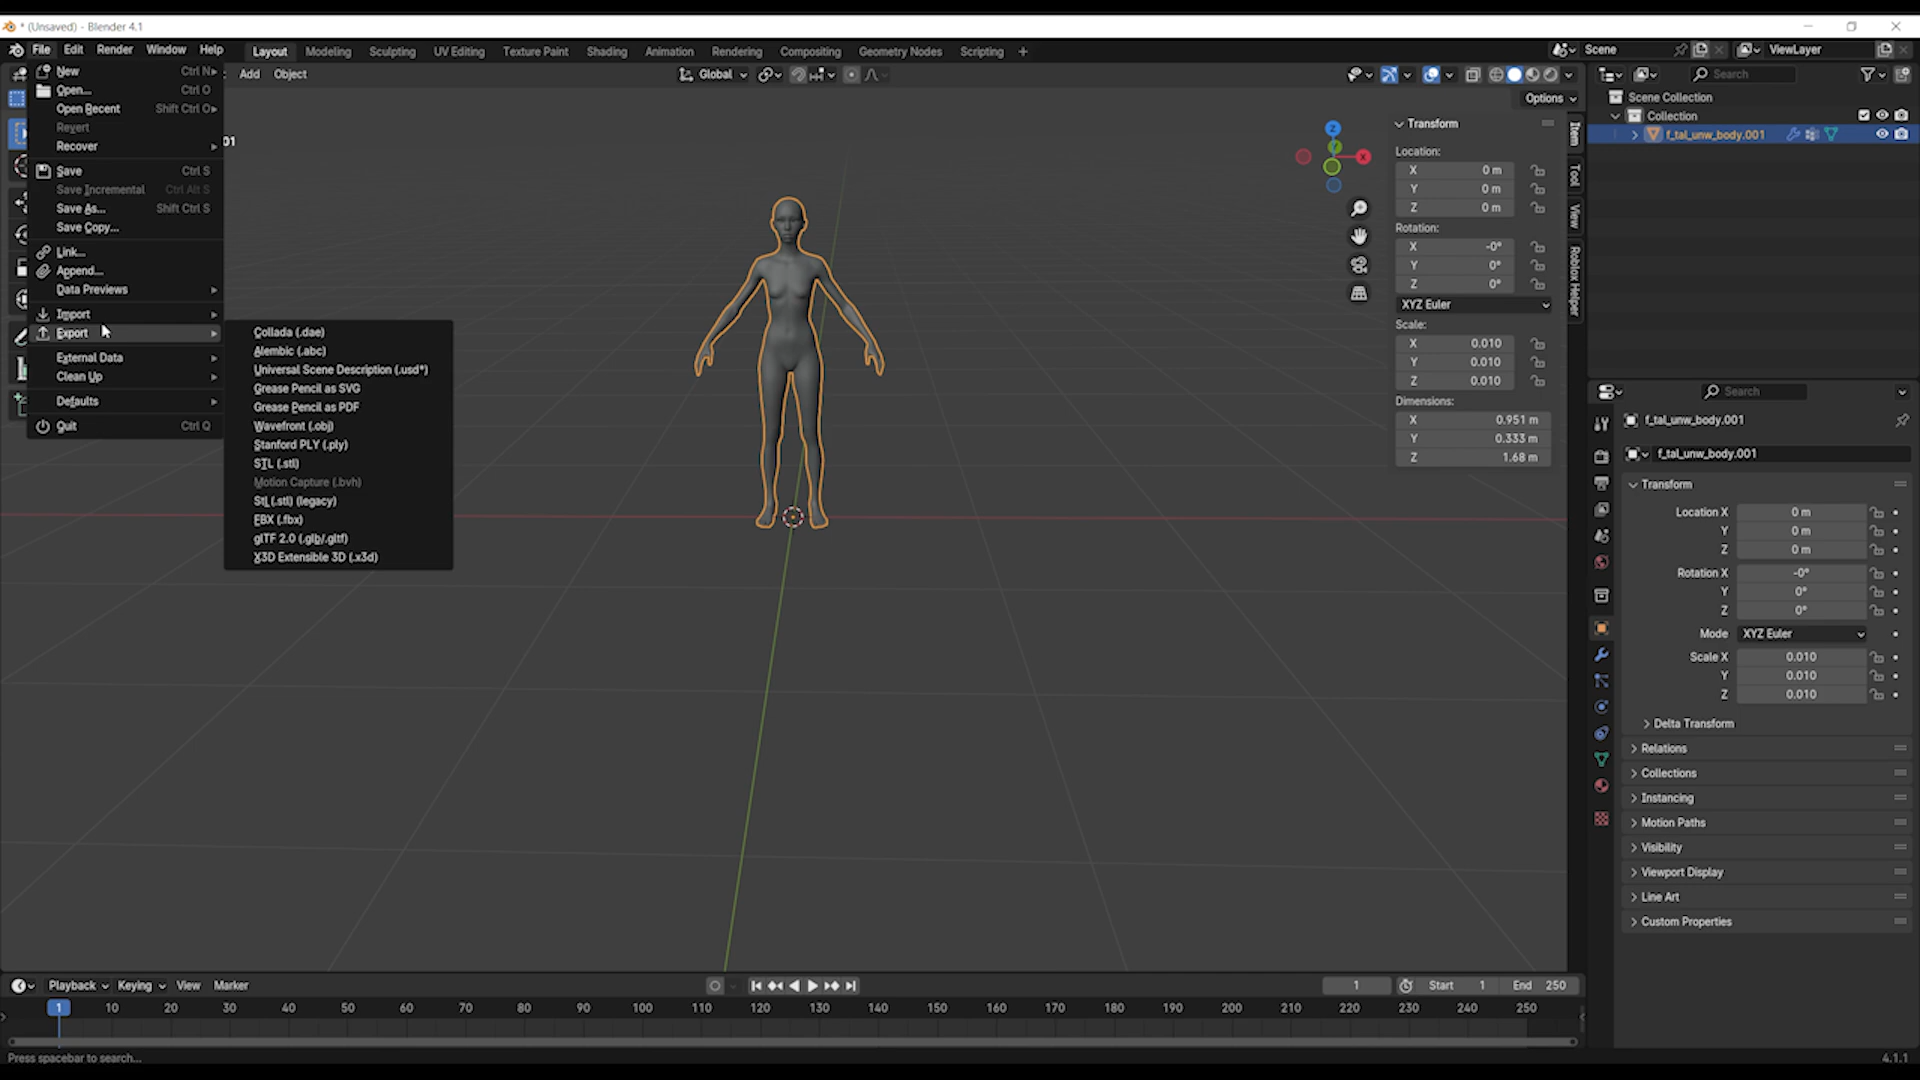 * (Unsaved) - Blender 4.1
File Edit Render Window Help
Layout Modeling Sculpting UV Editing Texture Paint Shading Animation Rendering Compositing Geometry Nodes Scripting +
Scene
ViewLayer
Add Object
Global
Search
Options
New Ctrl N
Open... Ctrl O
Open Recent Shift Ctrl O
Revert
Recover
Save Ctrl S
Save Incremental Ctrl Alt S
Save As... Shift Ctrl S
Save Copy...
Link...
Append...
Data Previews
Import
Export
External Data
Clean Up
Defaults
Quit Ctrl Q
01
Collada (.dae)
Alembic (.abc)
Universal Scene Description (.usd*)
Grease Pencil as SVG
Grease Pencil as PDF
Wavefront (.obj)
Stanford PLY (.ply)
STL (.stl)
Motion Capture (.bvh)
Stl (.stl) (legacy)
FBX (.fbx)
glTF 2.0 (.glb/.gltf)
X3D Extensible 3D (.x3d)
Z
Y
X
Transform
Location:
X 0 m
Y 0 m
Z 0 m
Rotation:
X -0°
Y 0°
Z 0°
XYZ Euler
Scale:
X 0.010
Y 0.010
Z 0.010
Dimensions:
X 0.951 m
Y 0.333 m
Z 1.68 m
Item
Tool
View
Roblox Helper
Scene Collection
Collection
f_tal_unw_body.001
Search
f_tal_unw_body.001
f_tal_unw_body.001
Transform
Location X 0 m
Y 0 m
Z 0 m
Rotation X -0°
Y 0°
Z 0°
Mode XYZ Euler
Scale X 0.010
Y 0.010
Z 0.010
Delta Transform
Relations
Collections
Instancing
Motion Paths
Visibility
Viewport Display
Line Art
Custom Properties
Playback Keying View Marker
1 Start 1 End 250
1 10 20 30 40 50 60 70 80 90 100 110 120 130 140 150 160 170 180 190 200 210 220 230 240 250
Press spacebar to search...
4.1.1